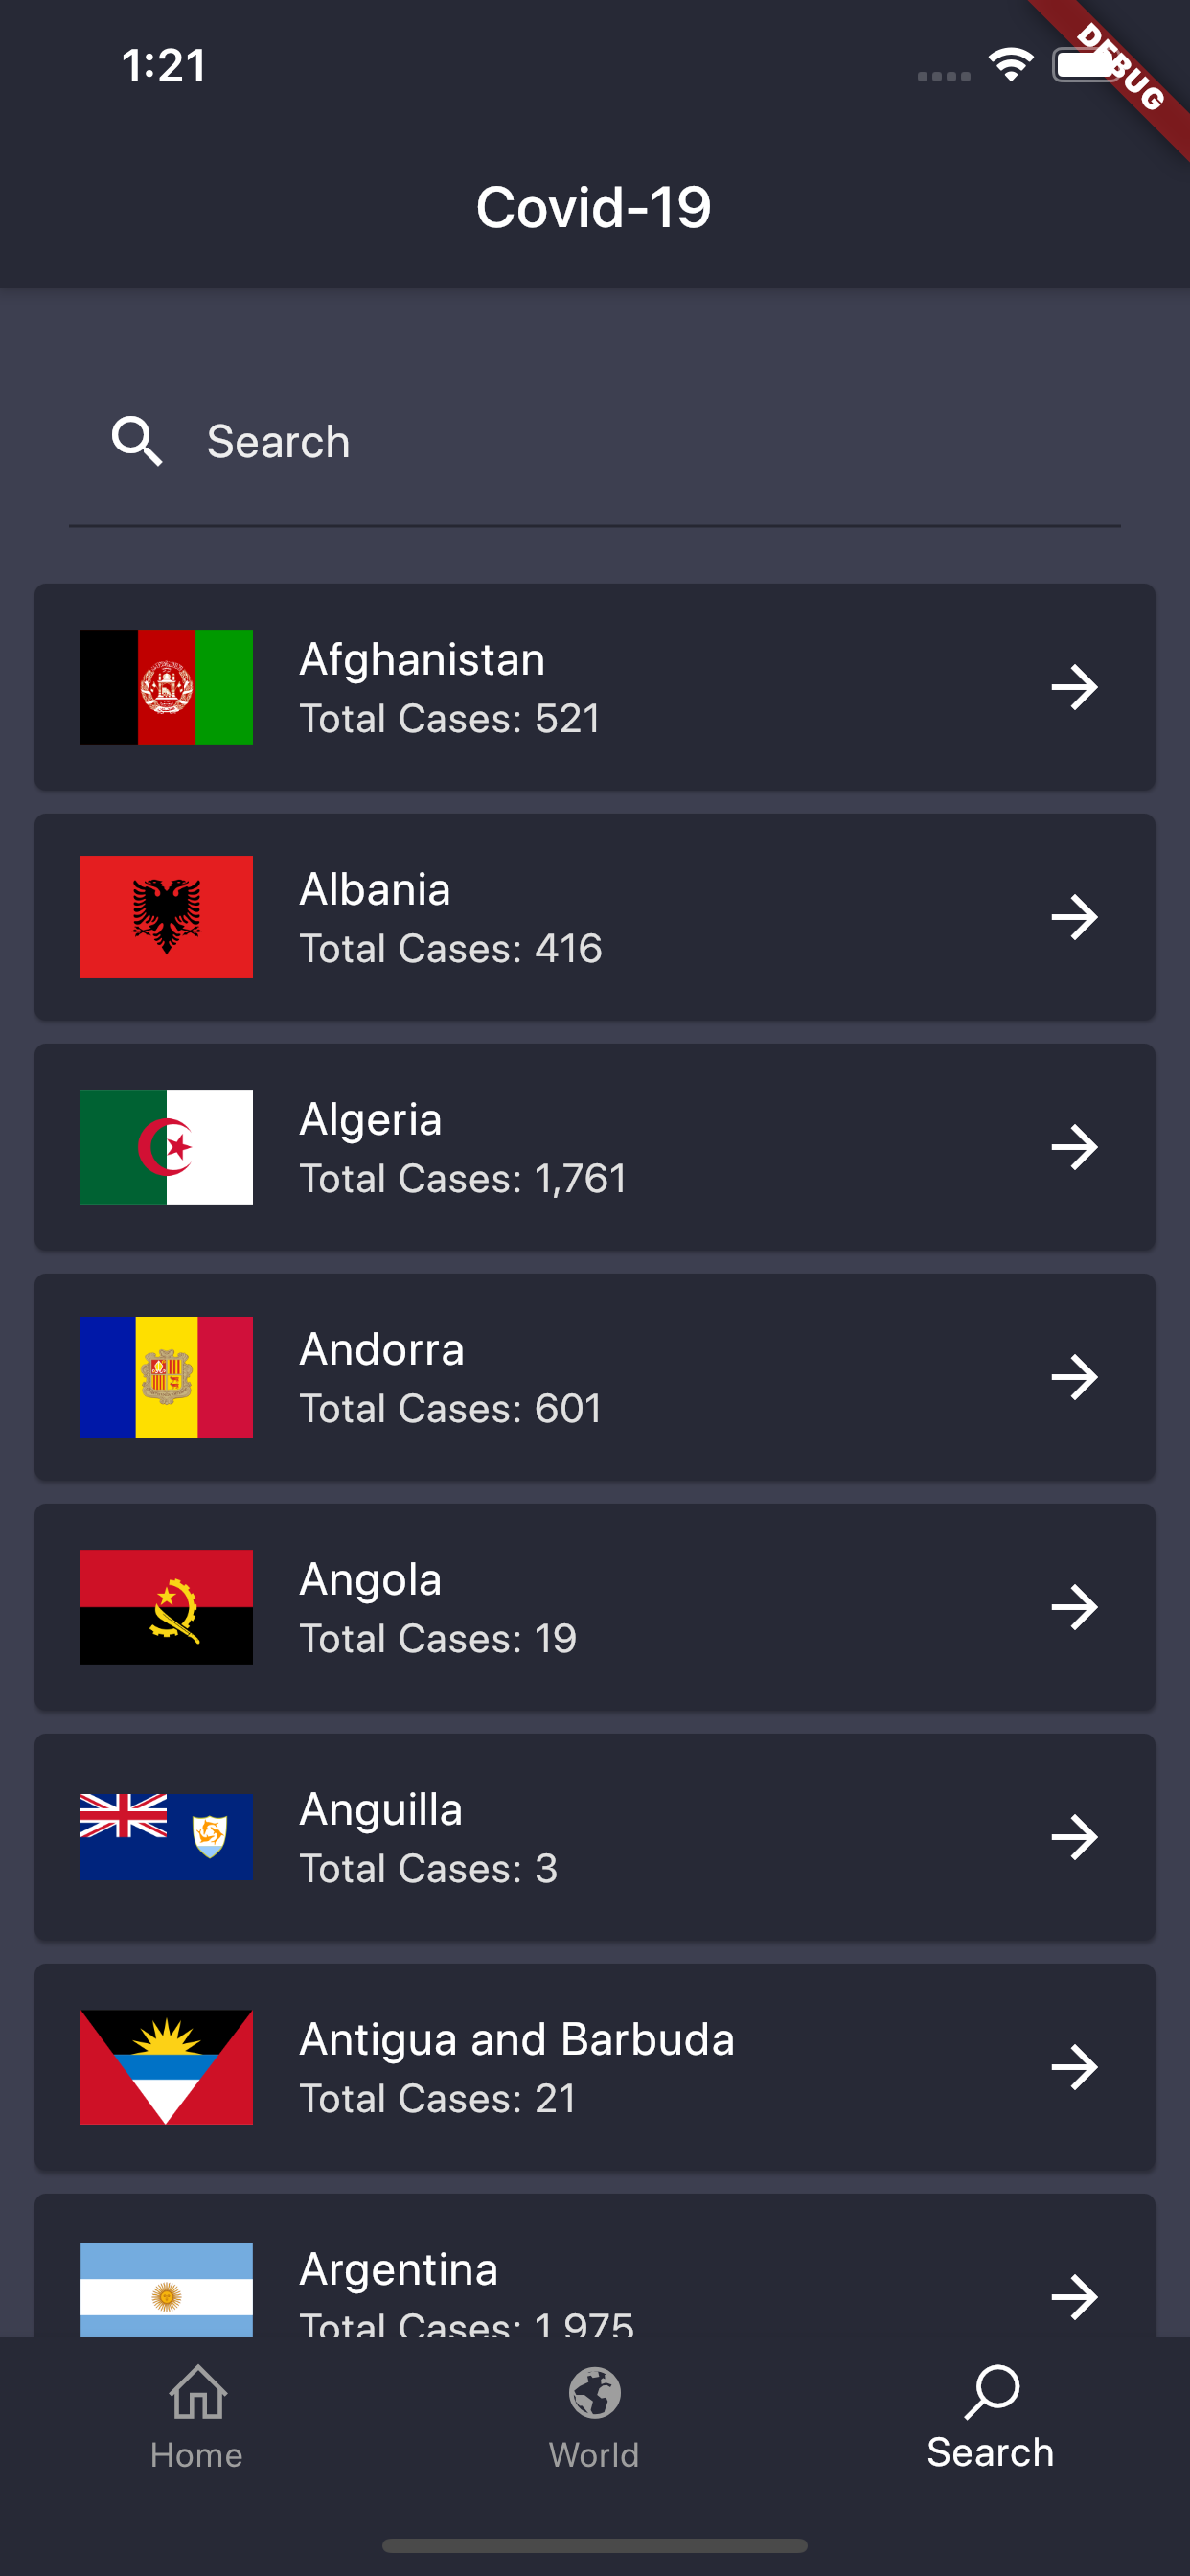 1:21
DEBUG
Covid-19
Search
Afghanistan
Total Cases: 521
Albania
Total Cases: 416
Algeria
Total Cases: 1,761
Andorra
Total Cases: 601
Angola
Total Cases: 19
Anguilla
Total Cases: 3
Antigua and Barbuda
Total Cases: 21
Argentina
Total Cases: 1,975
Home
World
Search